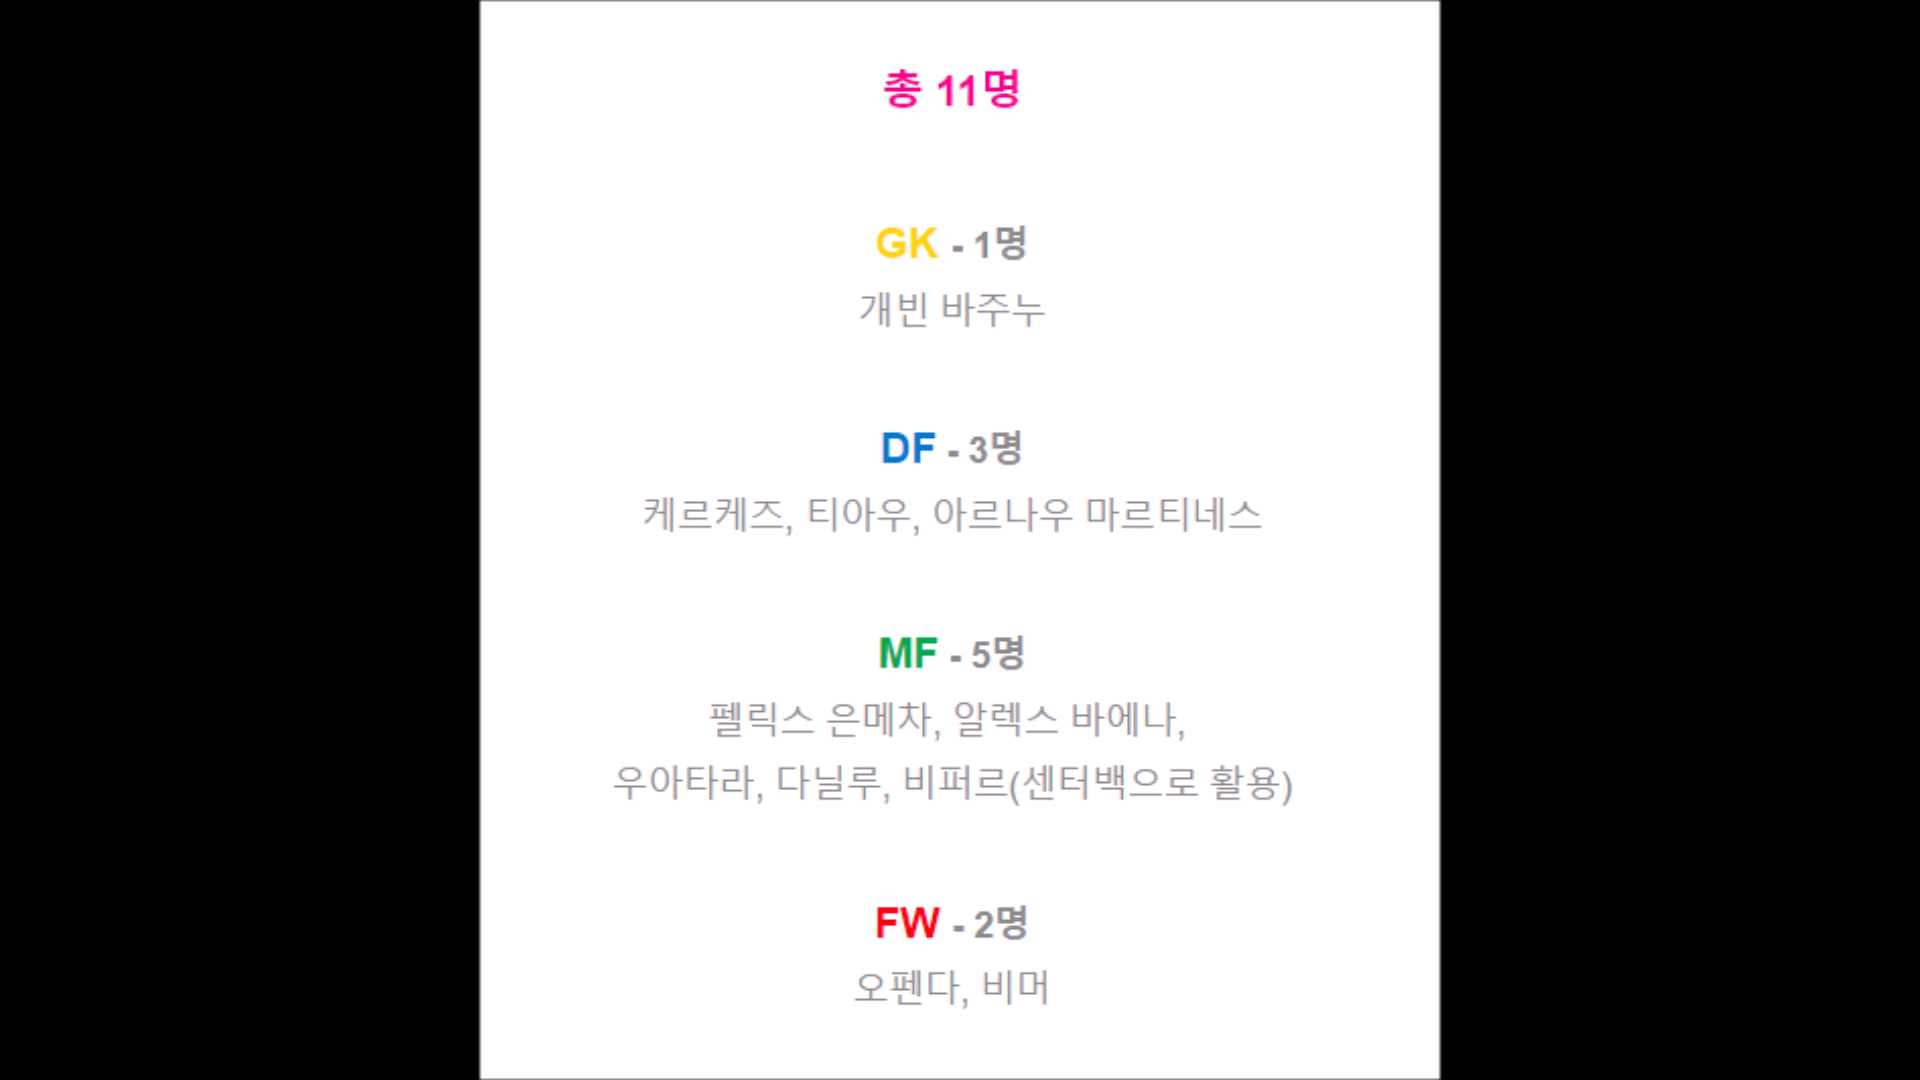 총 11명
GK - 1명
개빈 바주누
DF - 3명
케르케즈, 티아우, 아르나우 마르티네스
MF - 5명
펠릭스 은메차, 알렉스 바에나,
우아타라, 다닐루, 비퍼르(센터백으로 활용)
FW - 2명
오펜다, 비머